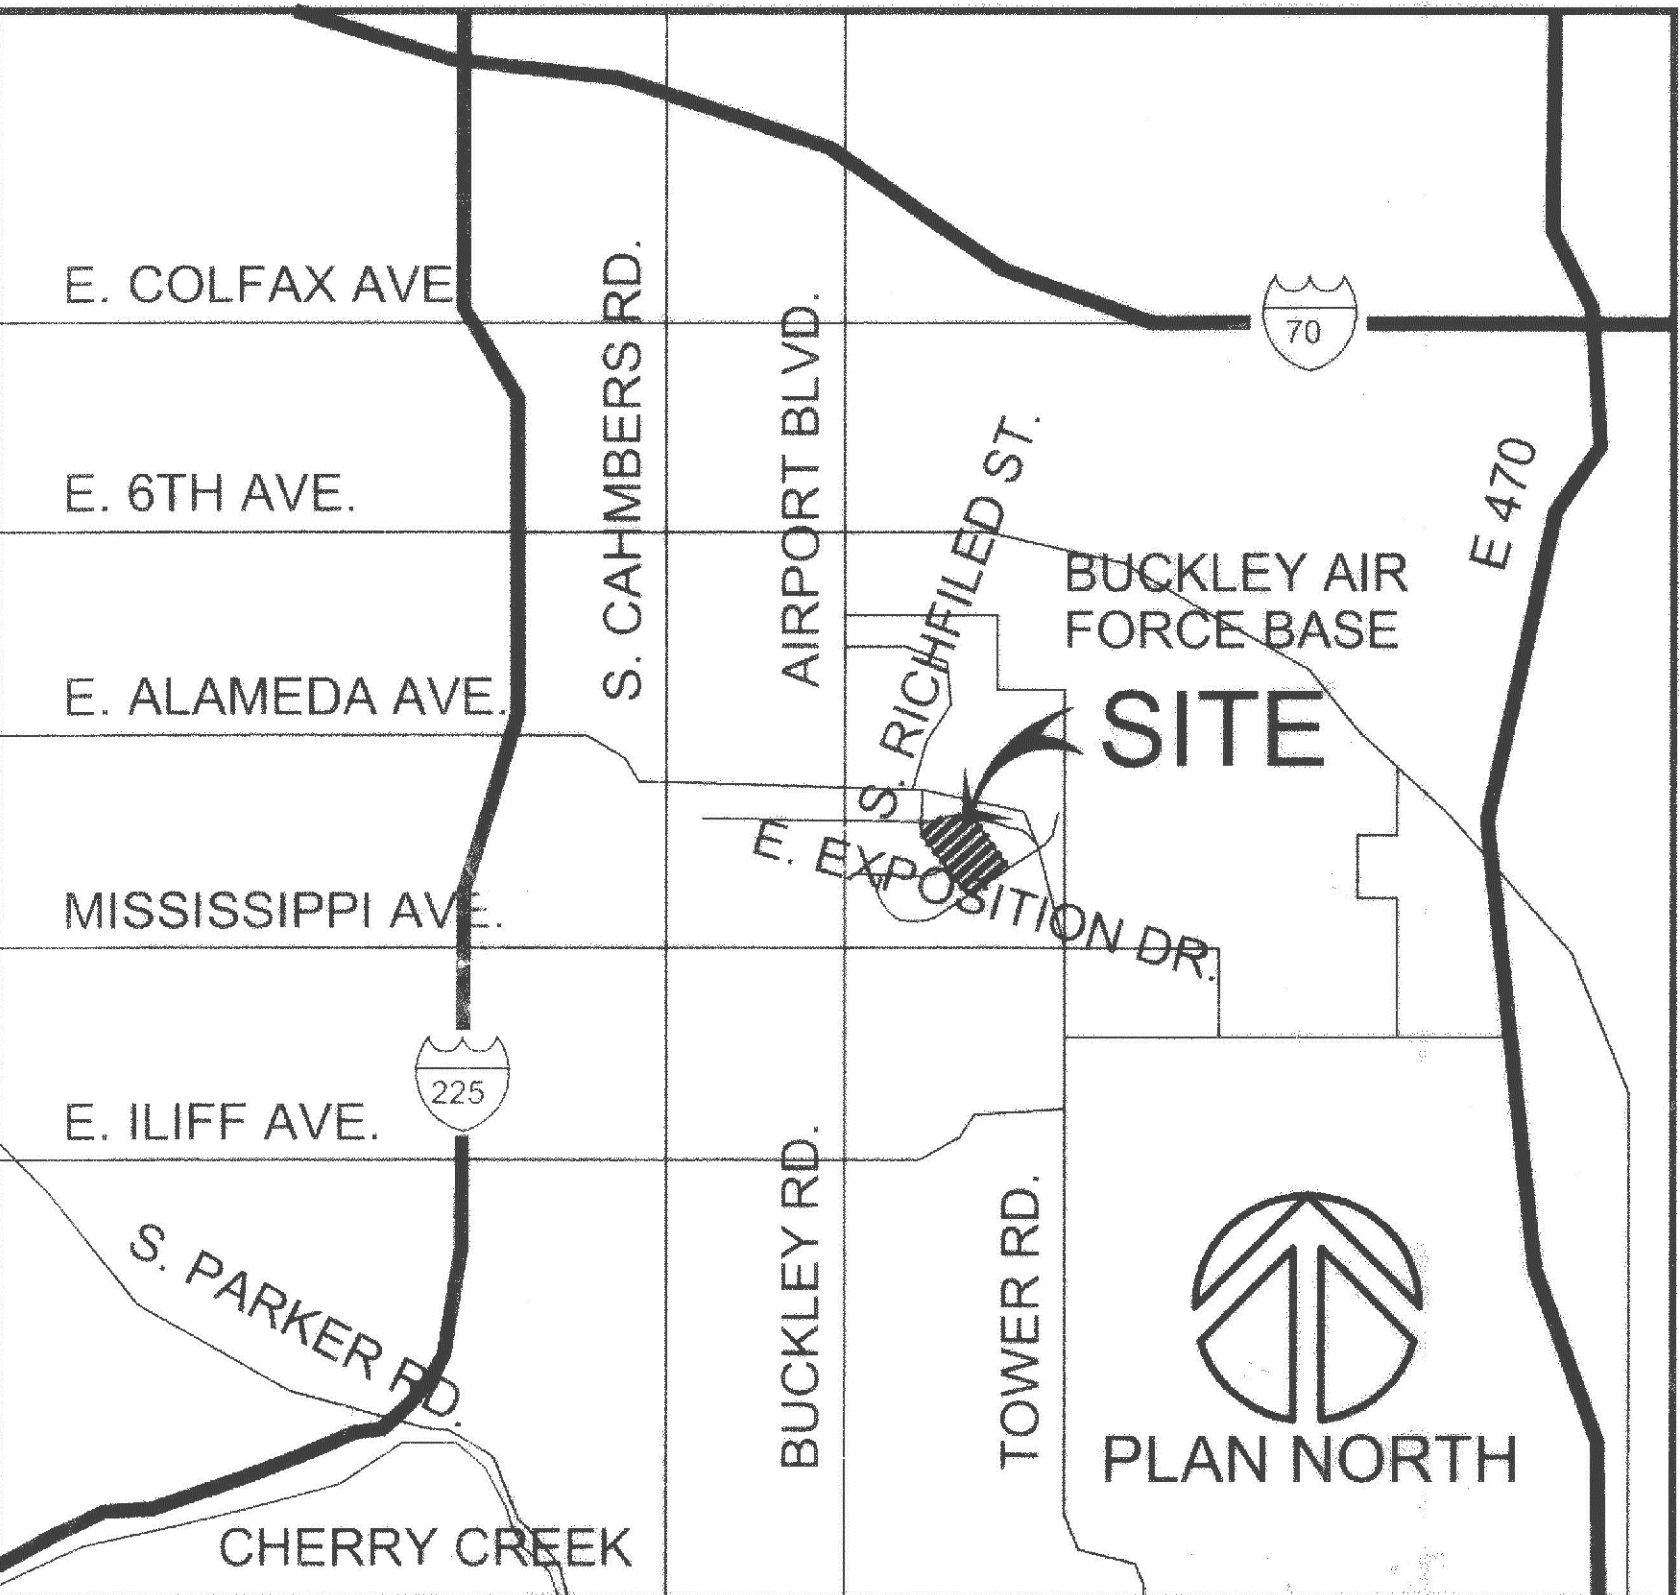 E. COLFAX AVE
S. CAHMBERS RD.
AIRPORT BLVD.
70
S. RICHFILED ST.
E 470
E. 6TH AVE.
BUCKLEY AIR
FORCE BASE
E. ALAMEDA AVE.
SITE
E. EXPOSITION DR.
MISSISSIPPI AVE.
225
E. ILIFF AVE.
S. PARKER RD.
BUCKLEY RD.
TOWER RD.
PLAN NORTH
CHERRY CREEK